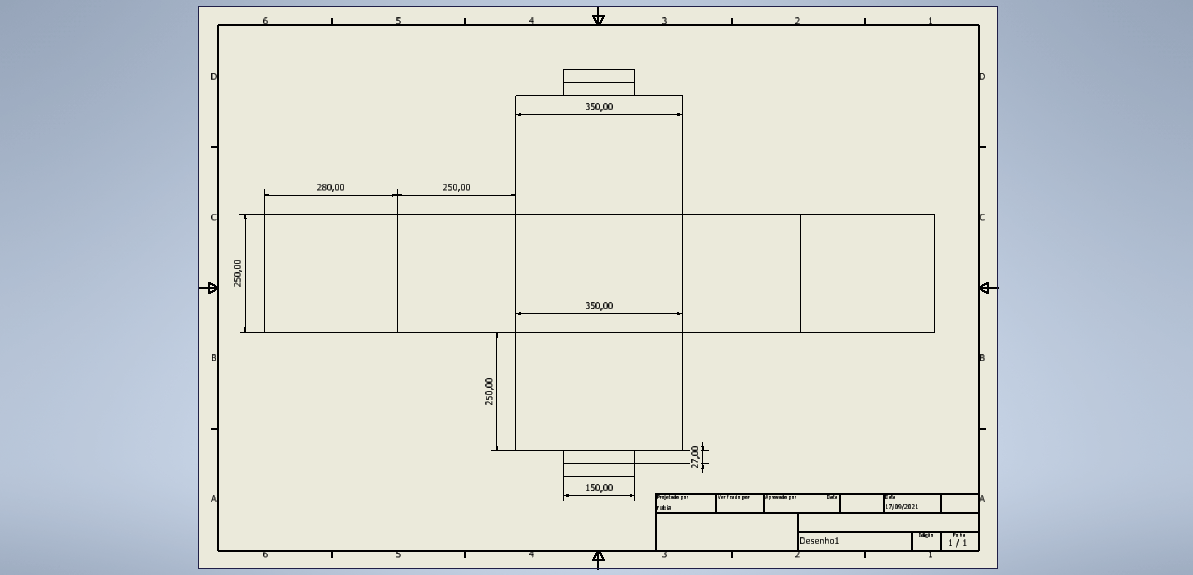 6 5 4 3 2 1
D D
350,00
280,00 250,00
C C
250,00
350,00
B B
250,00
27,00
150,00
A A
Projetado por Verificado por Aprovado por Data Data
rubia 17/09/2021
Desenho1 Edição Folha
1 / 1
6 5 4 3 2 1